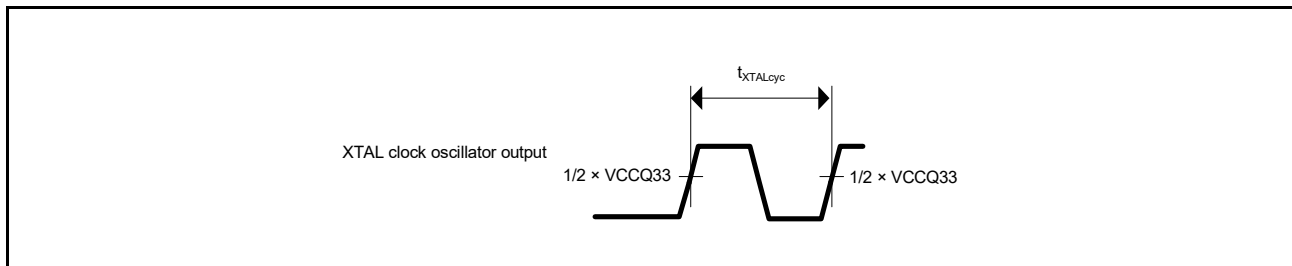 tXTALcyc
XTAL clock oscillator output
1/2 × VCCQ33
1/2 × VCCQ33